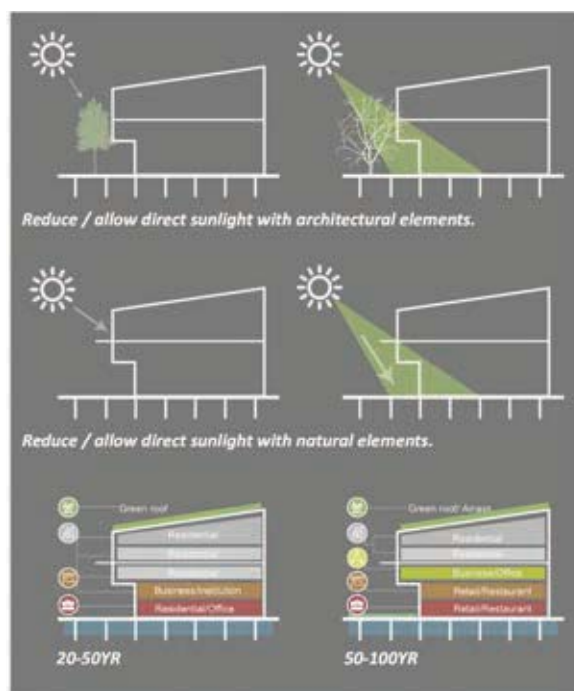 Reduce / allow direct sunlight with architectural elements.
Reduce / allow direct sunlight with natural elements.
Green roof
Residential
Residential
Residential
Business/Institution
Residential/Office
20-50YR
Green roof/
Residential
Residential
Business/Office
Retail/Restaurant
Retail/Restaurant
50-100YR